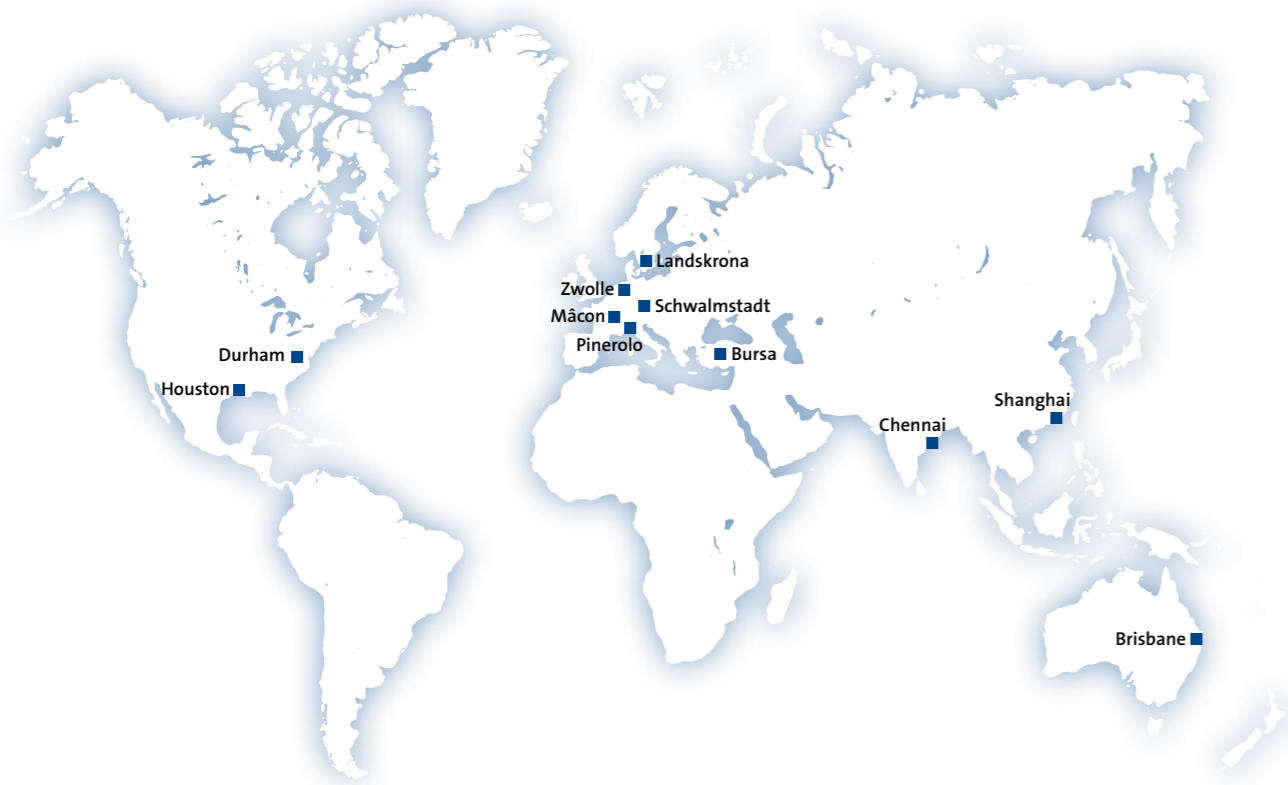 Landskrona
Zwolle
Schwalmstadt
Mâcon
Pinerolo
Durham
Bursa
Houston
Shanghai
Chennai
Brisbane